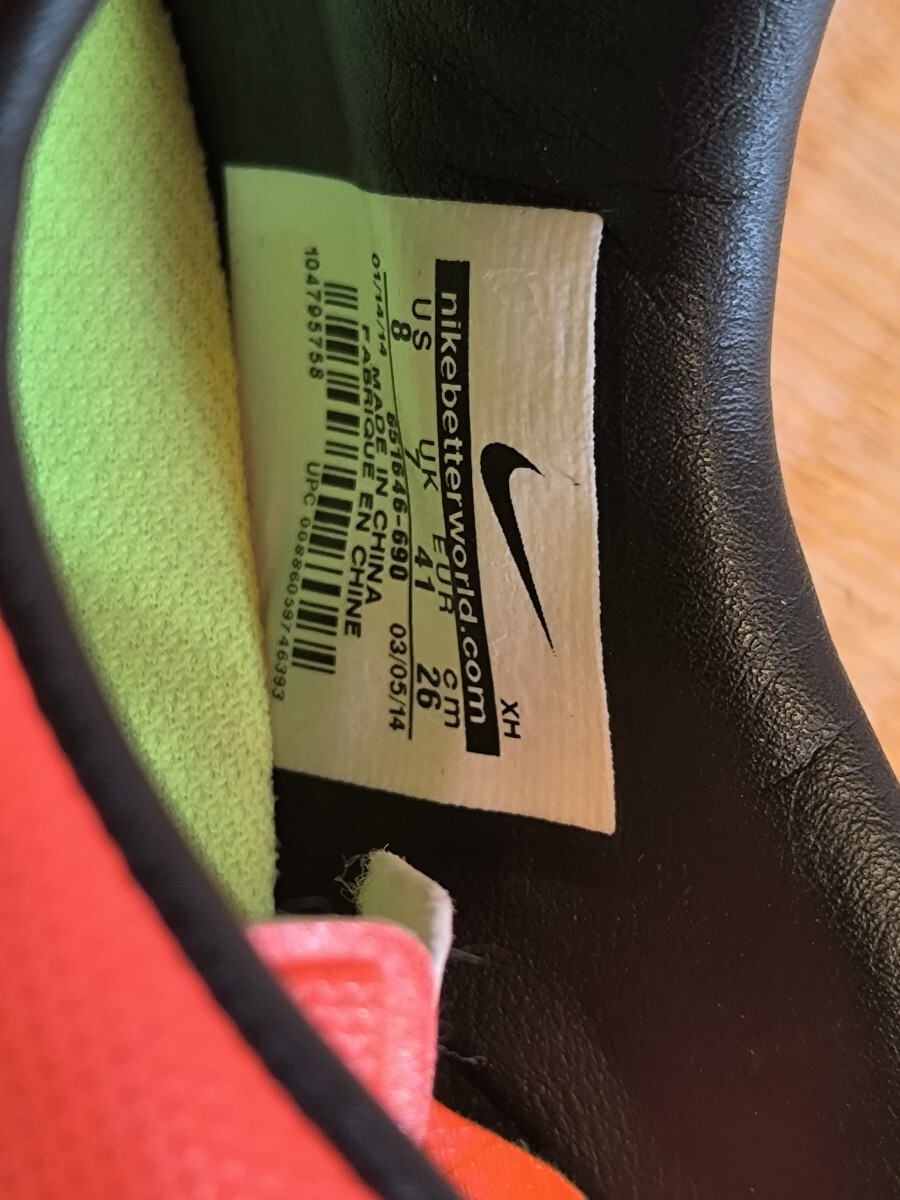 XH
nikebetterworld.com
US UK EUR cm
8 7 41 26
01/14/14 651646-690 03/05/14
MADE IN CHINA
FABRIQUE EN CHINE
104795758
UPC 00886059746393